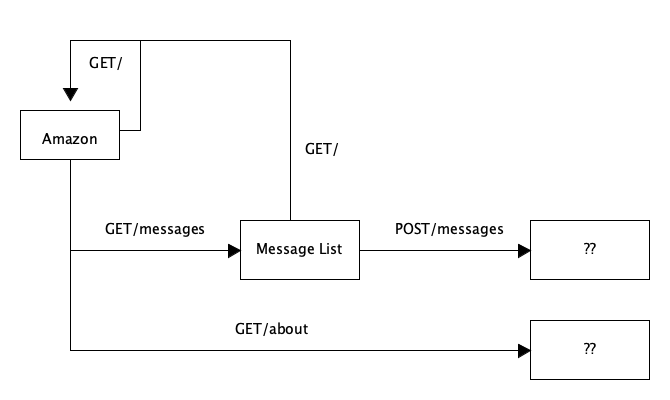 GET/
Amazon
GET/
GET/messages
POST/messages
Message List
??
GET/about
??